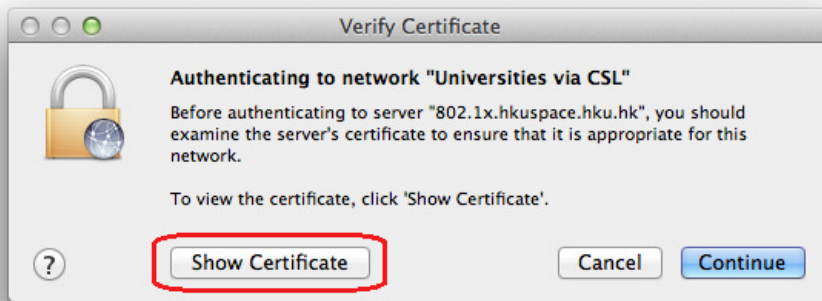 Verify Certificate
Authenticating to network "Universities via CSL"
Before authenticating to server "802.1x.hkuspace.hku.hk", you should
examine the server's certificate to ensure that it is appropriate for this
network.
To view the certificate, click 'Show Certificate'.
?
Show Certificate
Cancel
Continue